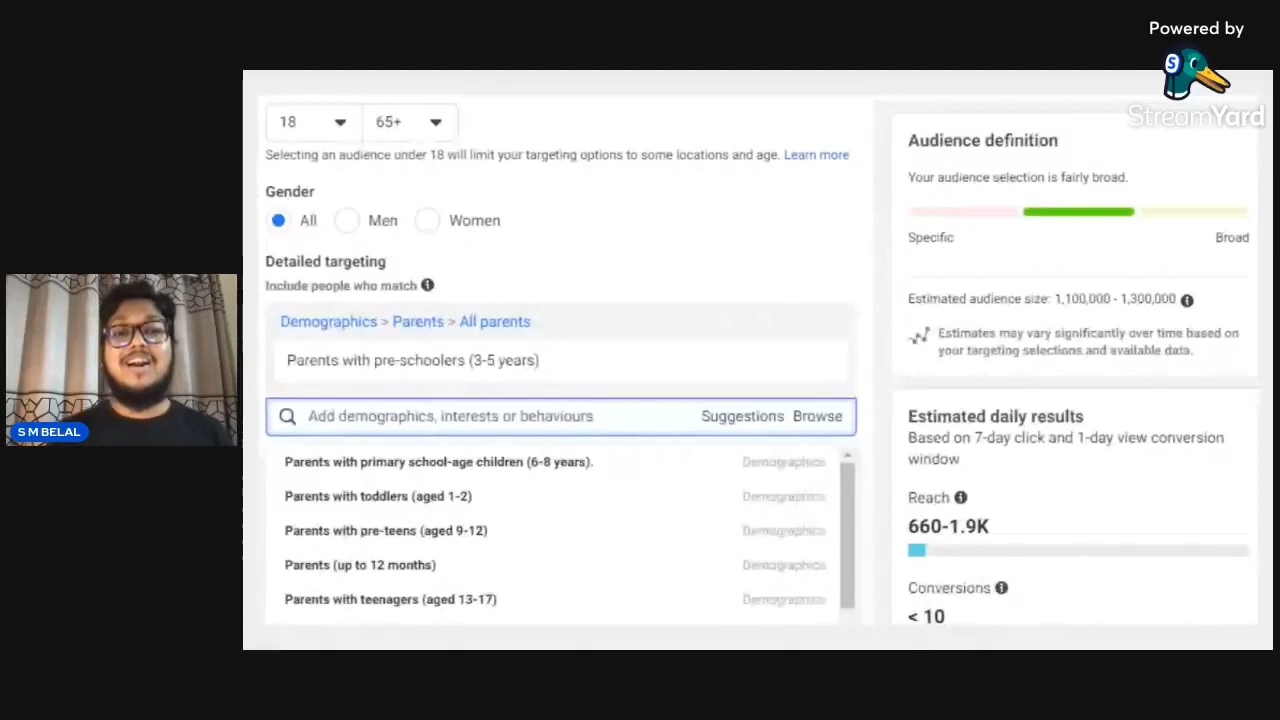 Powered by
StreamYard
18
65+
Selecting an audience under 18 will limit your targeting options to some locations and age. Learn more
Gender
All
Men
Women
Detailed targeting
Include people who match
Demographics > Parents > All parents
Parents with pre-schoolers (3-5 years)
Add demographics, interests or behaviours
Suggestions Browse
Parents with primary school-age children (6-8 years). Demographics
Parents with toddlers (aged 1-2) Demographics
Parents with pre-teens (aged 9-12) Demographics
Parents (up to 12 months) Demographics
Parents with teenagers (aged 13-17) Demographics
Audience definition
Your audience selection is fairly broad.
Specific
Broad
Estimated audience size: 1,100,000 - 1,300,000
Estimates may vary significantly over time based on
your targeting selections and available data.
Estimated daily results
Based on 7-day click and 1-day view conversion
window
Reach
660-1.9K
Conversions
< 10
S M BELAL